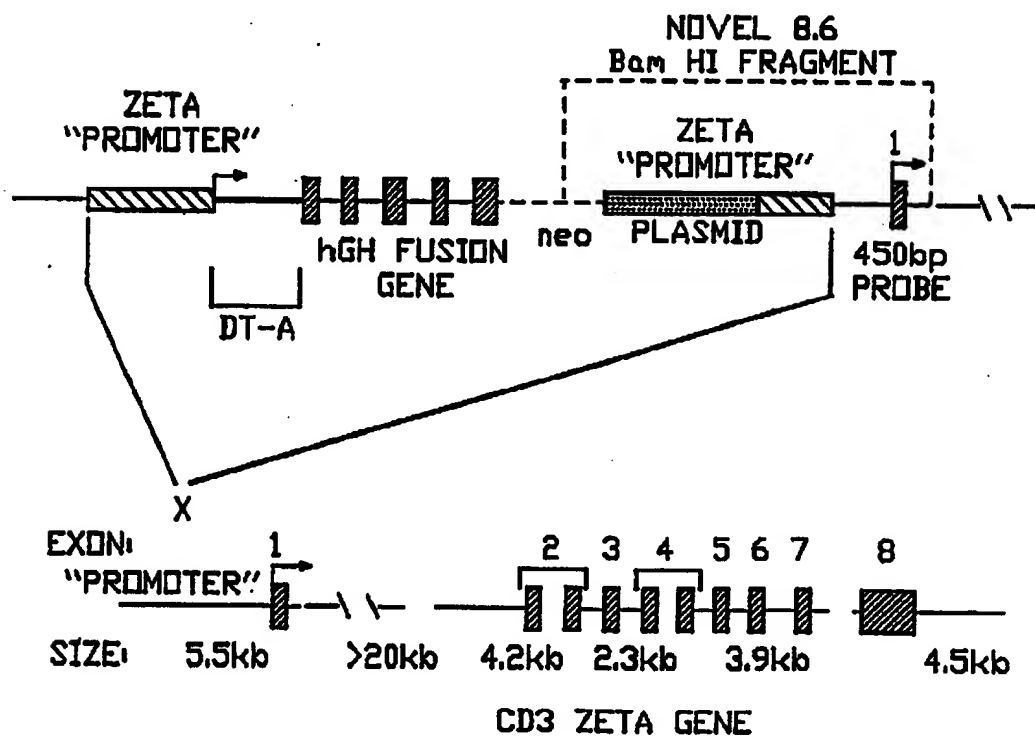 NOVEL 8.6
Bam HI FRAGMENT
ZETA
"PROMOTER"
ZETA
"PROMOTER"
1
hGH FUSION
GENE
neo
PLASMID
450bp
PROBE
DT-A
X
EXON:
1
2
3
4
5
6
7
8
"PROMOTER"
SIZE:
5.5kb
>20kb
4.2kb
2.3kb
3.9kb
4.5kb
CD3 ZETA GENE